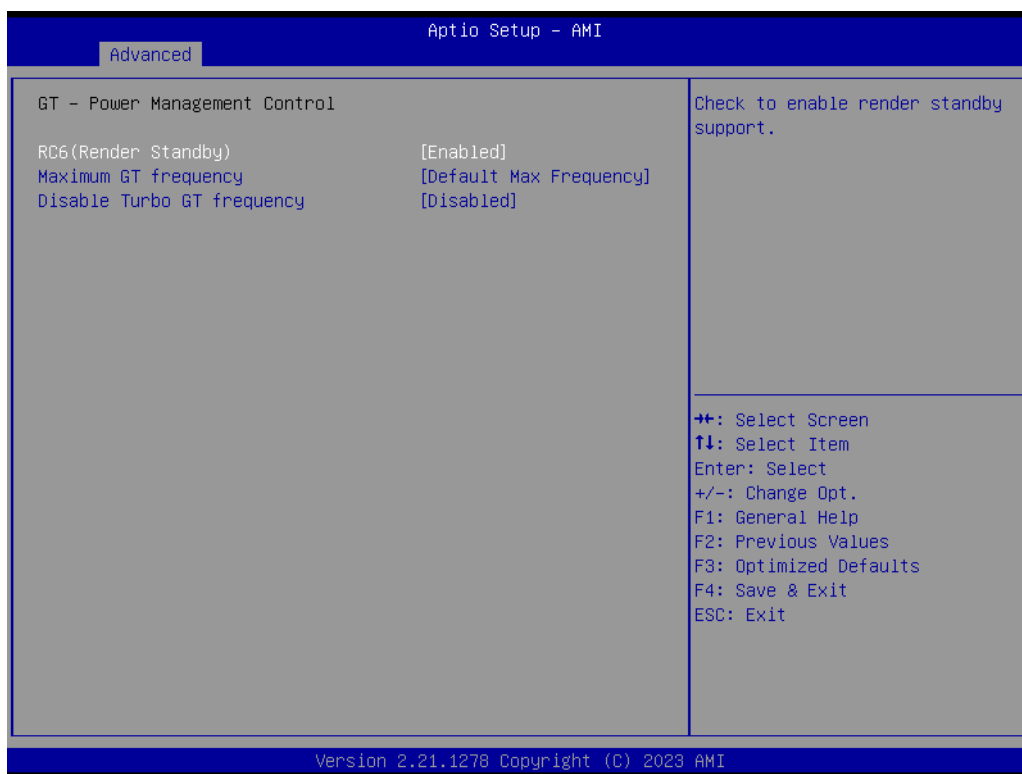 Aptio Setup – AMI
Advanced
GT – Power Management Control
RC6(Render Standby) [Enabled]
Maximum GT frequency [Default Max Frequency]
Disable Turbo GT frequency [Disabled]
Check to enable render standby
support.
→←: Select Screen
↑↓: Select Item
Enter: Select
+/-: Change Opt.
F1: General Help
F2: Previous Values
F3: Optimized Defaults
F4: Save & Exit
ESC: Exit
Version 2.21.1278 Copyright (C) 2023 AMI